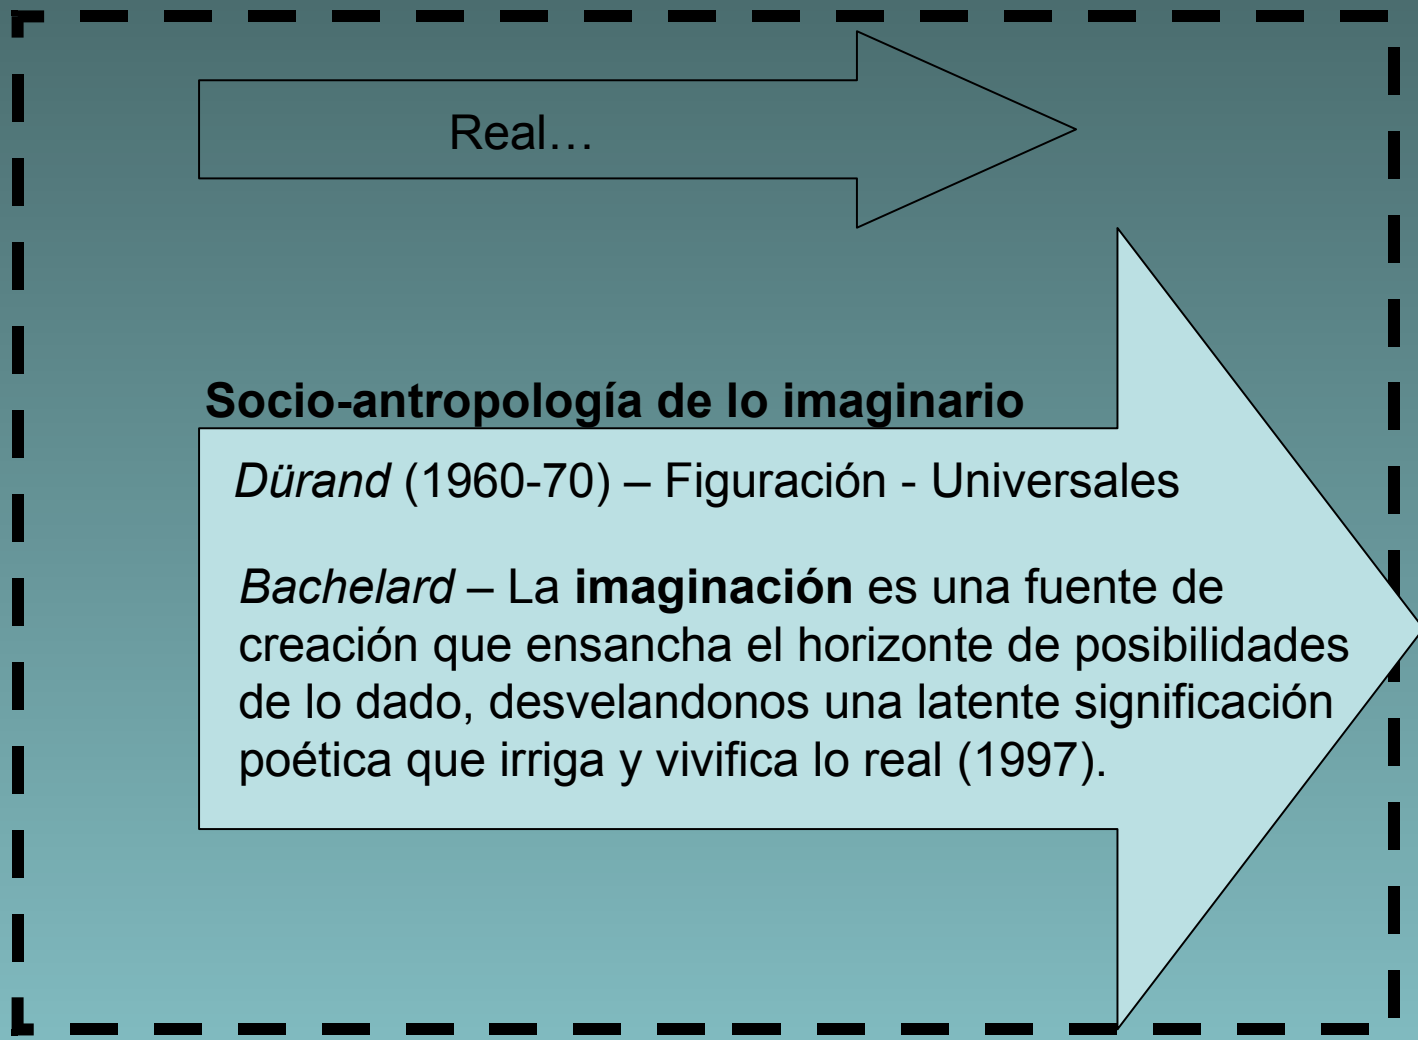 Real…
Socio-antropología de lo imaginario
Dürand (1960-70) – Figuración - Universales
Bachelard – La imaginación es una fuente de
creación que ensancha el horizonte de posibilidades
de lo dado, desvelandonos una latente significación
poética que irriga y vivifica lo real (1997).